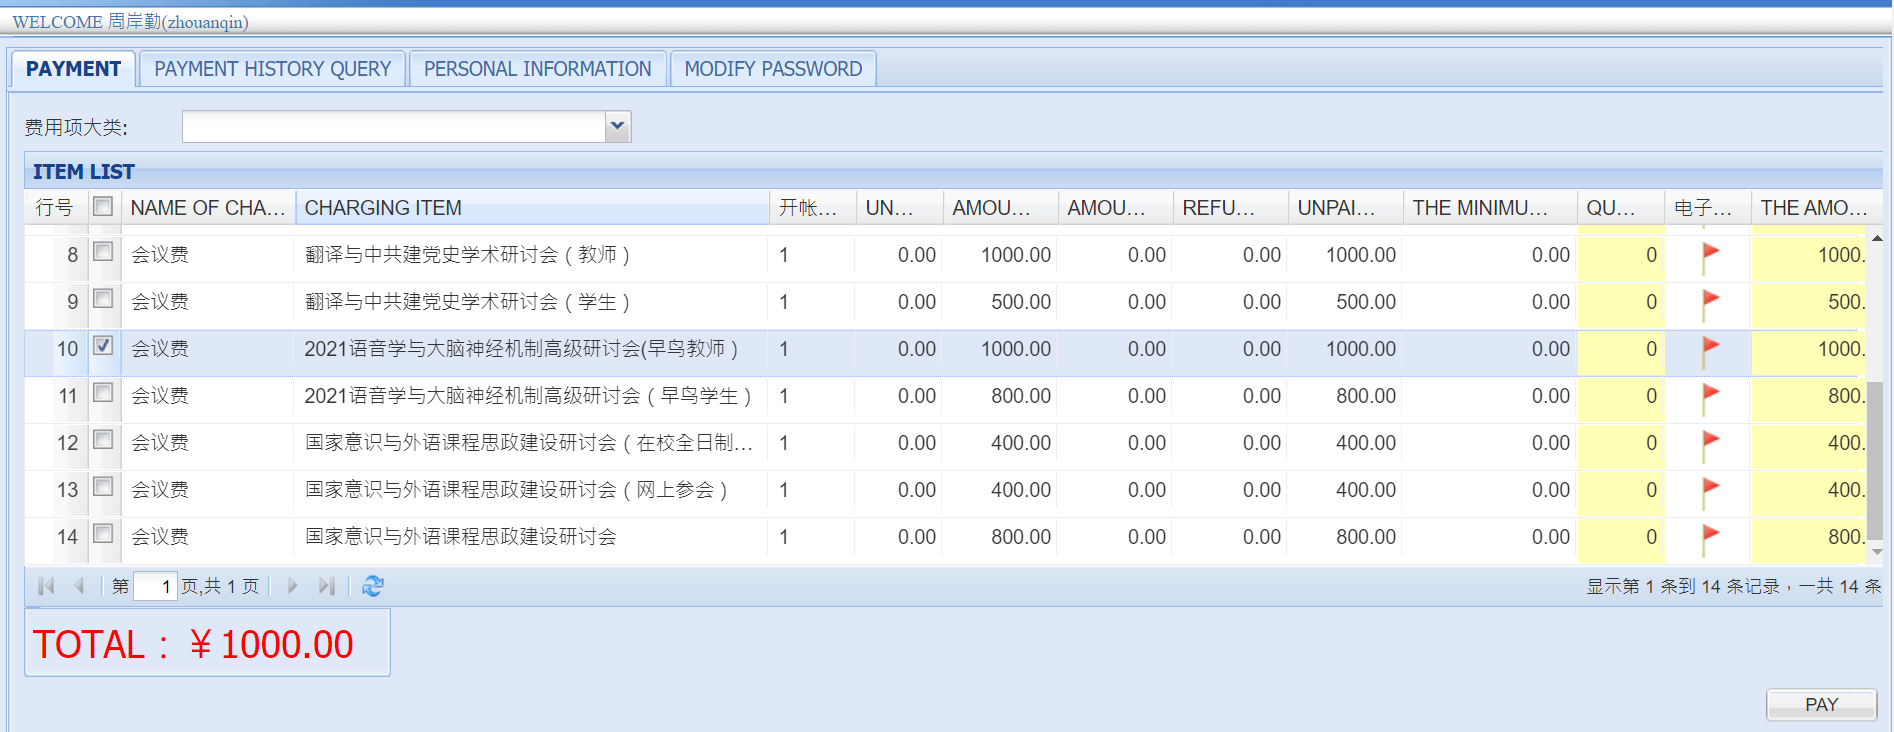 WELCOME 周岸勤(zhouanqin)
PAYMENT PAYMENT HISTORY QUERY PERSONAL INFORMATION MODIFY PASSWORD
费用项大类:
ITEM LIST
行号 NAME OF CHA... CHARGING ITEM 开帐... UN... AMOU... AMOU... REFU... UNPAI... THE MINIMU... QU... 电子... THE AMO...
8 会议费 翻译与中共建党史学术研讨会（教师） 1 0.00 1000.00 0.00 0.00 1000.00 0.00 0 1000.
9 会议费 翻译与中共建党史学术研讨会（学生） 1 0.00 500.00 0.00 0.00 500.00 0.00 0 500.
10 会议费 2021语音学与大脑神经机制高级研讨会(早鸟教师） 1 0.00 1000.00 0.00 0.00 1000.00 0.00 0 1000.
11 会议费 2021语音学与大脑神经机制高级研讨会（早鸟学生） 1 0.00 800.00 0.00 0.00 800.00 0.00 0 800.
12 会议费 国家意识与外语课程思政建设研讨会（在校全日制... 1 0.00 400.00 0.00 0.00 400.00 0.00 0 400.
13 会议费 国家意识与外语课程思政建设研讨会（网上参会） 1 0.00 400.00 0.00 0.00 400.00 0.00 0 400.
14 会议费 国家意识与外语课程思政建设研讨会 1 0.00 800.00 0.00 0.00 800.00 0.00 0 800.
第 1 页,共 1 页 显示第 1 条到 14 条记录，一共 14 条
TOTAL：￥1000.00
PAY